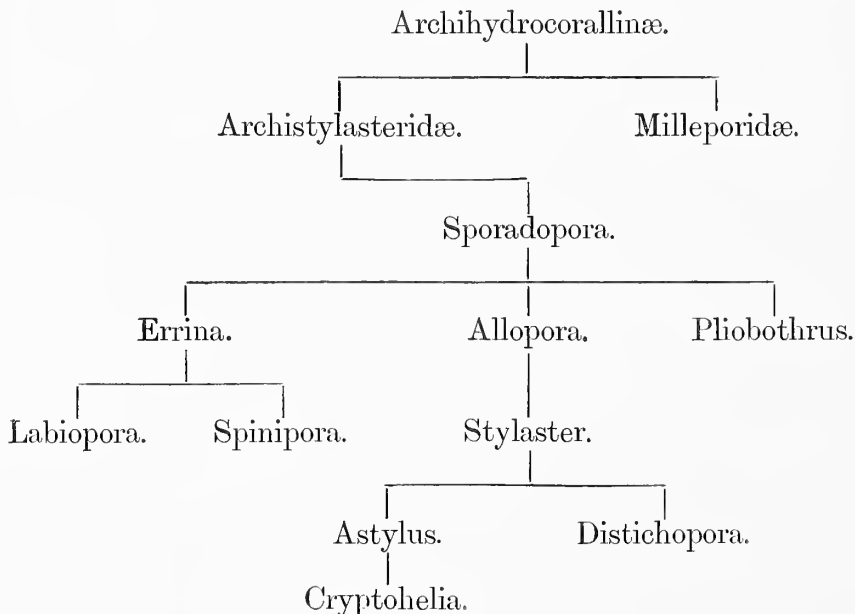 Archihydrocorallinæ.
Archistylasteridæ. Milleporidæ.
Sporadopora.
Errina. Allopora. Pliobothrus.
Labiopora. Spinipora. Stylaster.
Astylus. Distichopora.
Cryptohelia.